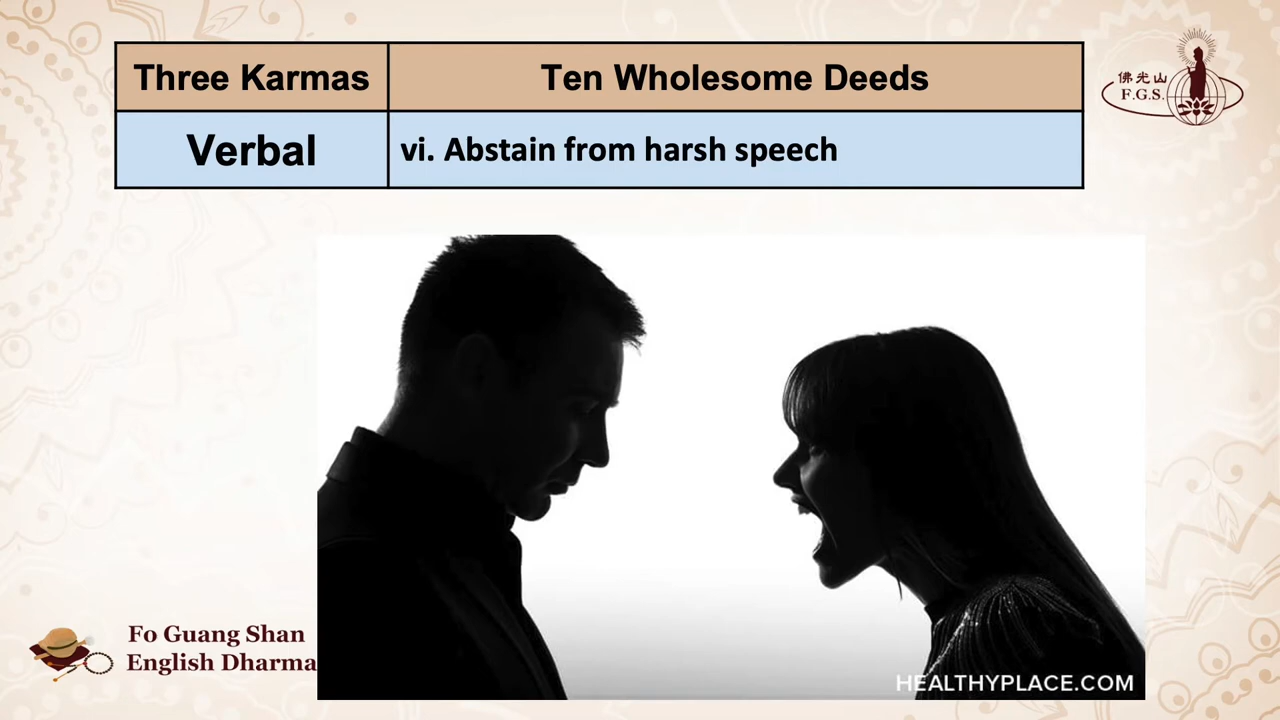 Three Karmas
Ten Wholesome Deeds
Verbal
vi. Abstain from harsh speech
佛光山
F.G.S.
Fo Guang Shan
English Dharma
HEALTHYPLACE.COM